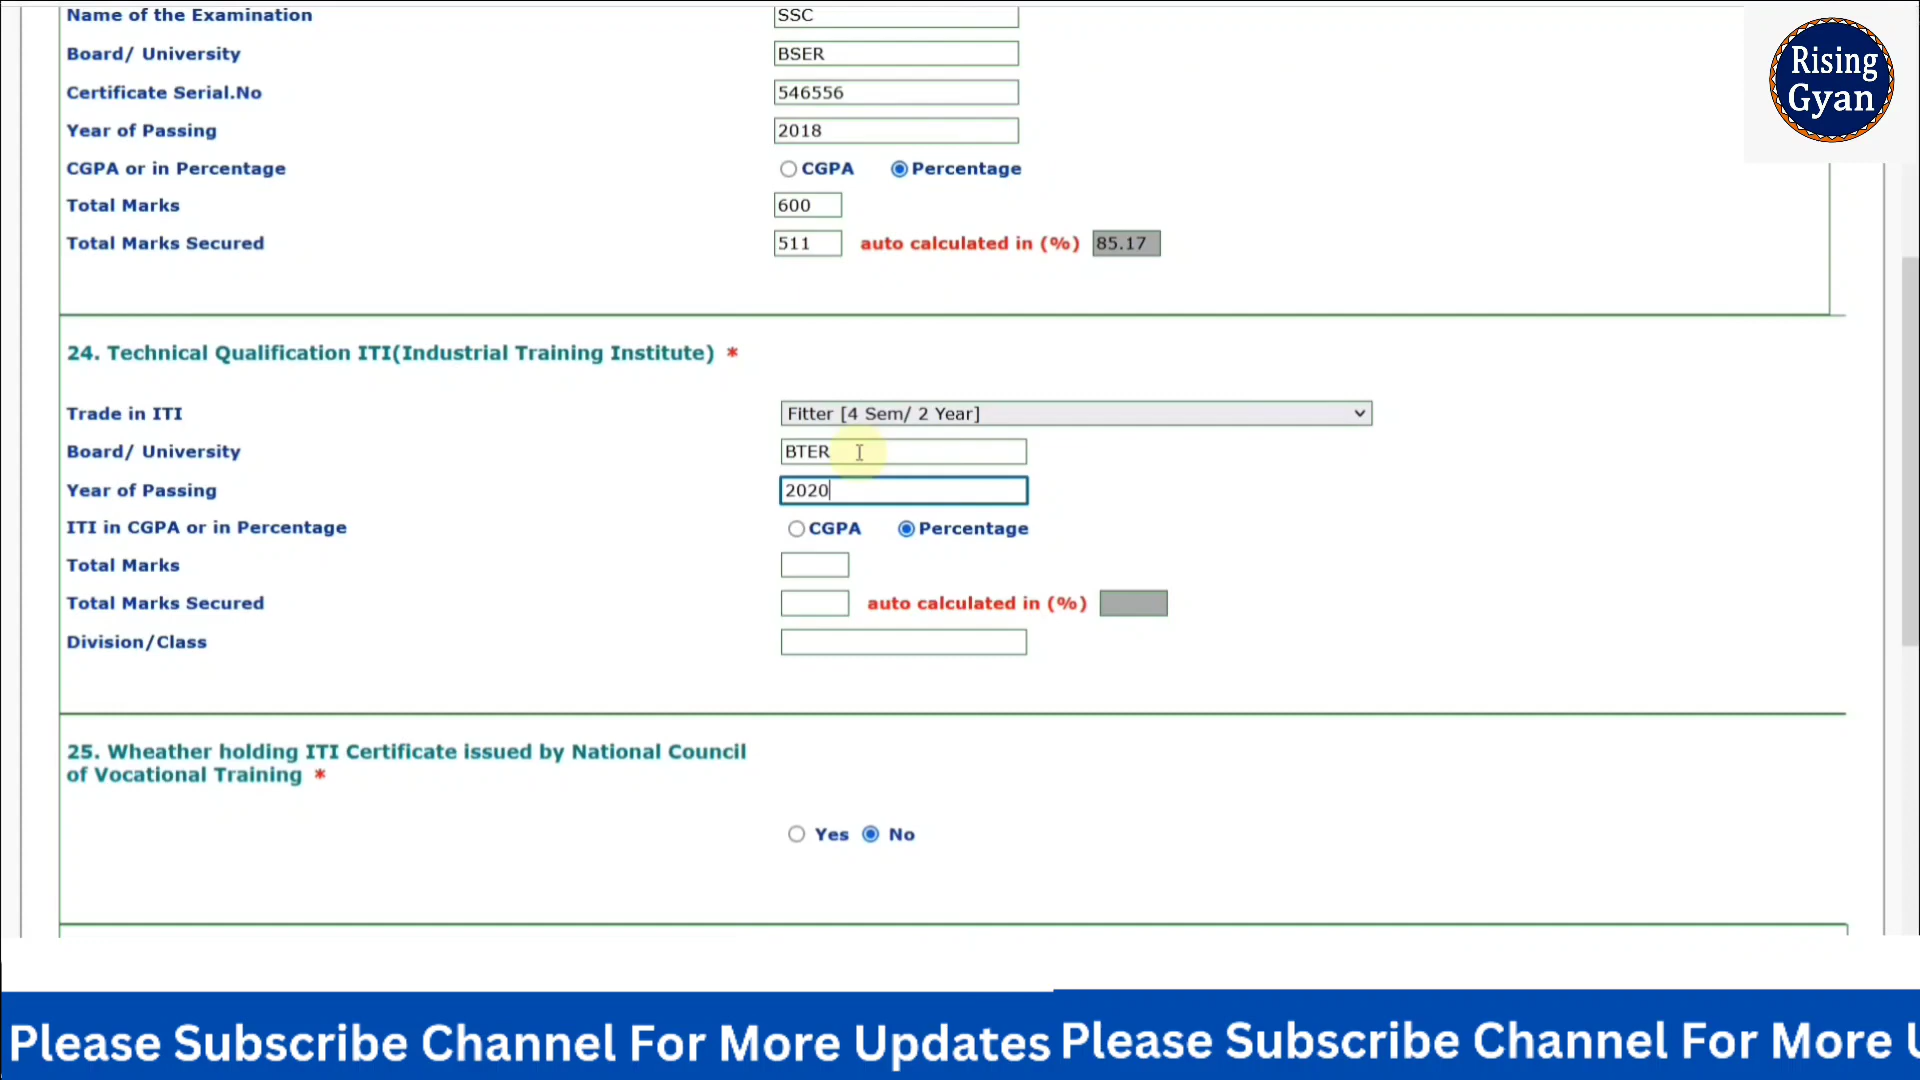 Name of the Examination SSC
Board/ University BSER
Certificate Serial.No 546556
Year of Passing 2018
CGPA or in Percentage CGPA Percentage
Total Marks 600
Total Marks Secured 511 auto calculated in (%) 85.17
Rising
Gyan
24. Technical Qualification ITI(Industrial Training Institute) *
Trade in ITI Fitter [4 Sem/ 2 Year]
Board/ University BTER
Year of Passing 2020
ITI in CGPA or in Percentage CGPA Percentage
Total Marks
Total Marks Secured auto calculated in (%)
Division/Class
25. Wheather holding ITI Certificate issued by National Council
of Vocational Training *
Yes No
Please Subscribe Channel For More Updates Please Subscribe Channel For More U